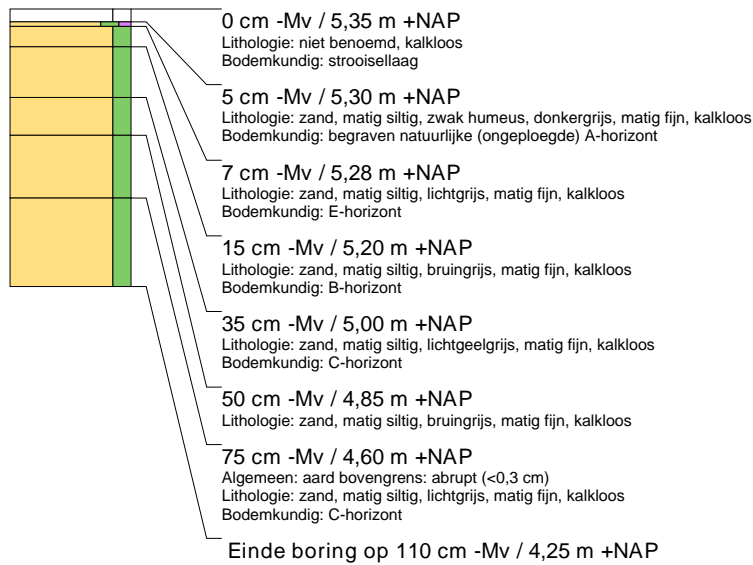 0 cm -Mv / 5,35 m +NAP
Lithologie: niet benoemd, kalkloos
Bodemkundig: strooisellaag
5 cm -Mv / 5,30 m +NAP
Lithologie: zand, matig siltig, zwak humeus, donkergrijs, matig fijn, kalkloos
Bodemkundig: begraven natuurlijke (ongeploegde) A-horizont
7 cm -Mv / 5,28 m +NAP
Lithologie: zand, matig siltig, lichtgrijs, matig fijn, kalkloos
Bodemkundig: E-horizont
15 cm -Mv / 5,20 m +NAP
Lithologie: zand, matig siltig, bruingrijs, matig fijn, kalkloos
Bodemkundig: B-horizont
35 cm -Mv / 5,00 m +NAP
Lithologie: zand, matig siltig, lichtgeelgrijs, matig fijn, kalkloos
Bodemkundig: C-horizont
50 cm -Mv / 4,85 m +NAP
Lithologie: zand, matig siltig, bruingrijs, matig fijn, kalkloos
75 cm -Mv / 4,60 m +NAP
Algemeen: aard bovengrens: abrupt (<0,3 cm)
Lithologie: zand, matig siltig, lichtgrijs, matig fijn, kalkloos
Bodemkundig: C-horizont
Einde boring op 110 cm -Mv / 4,25 m +NAP